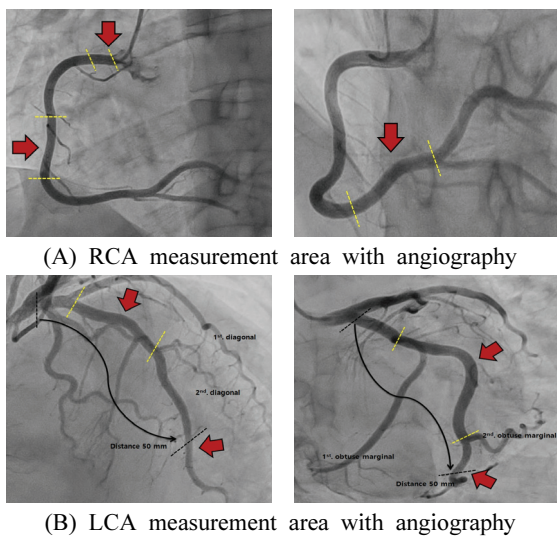 (A) RCA measurement area with angiography
1st. diagonal
2nd. diagonal
Distance 50 mm
2nd. obtuse marginal
1st. obtuse marginal
Distance 50 mm
(B) LCA measurement area with angiography